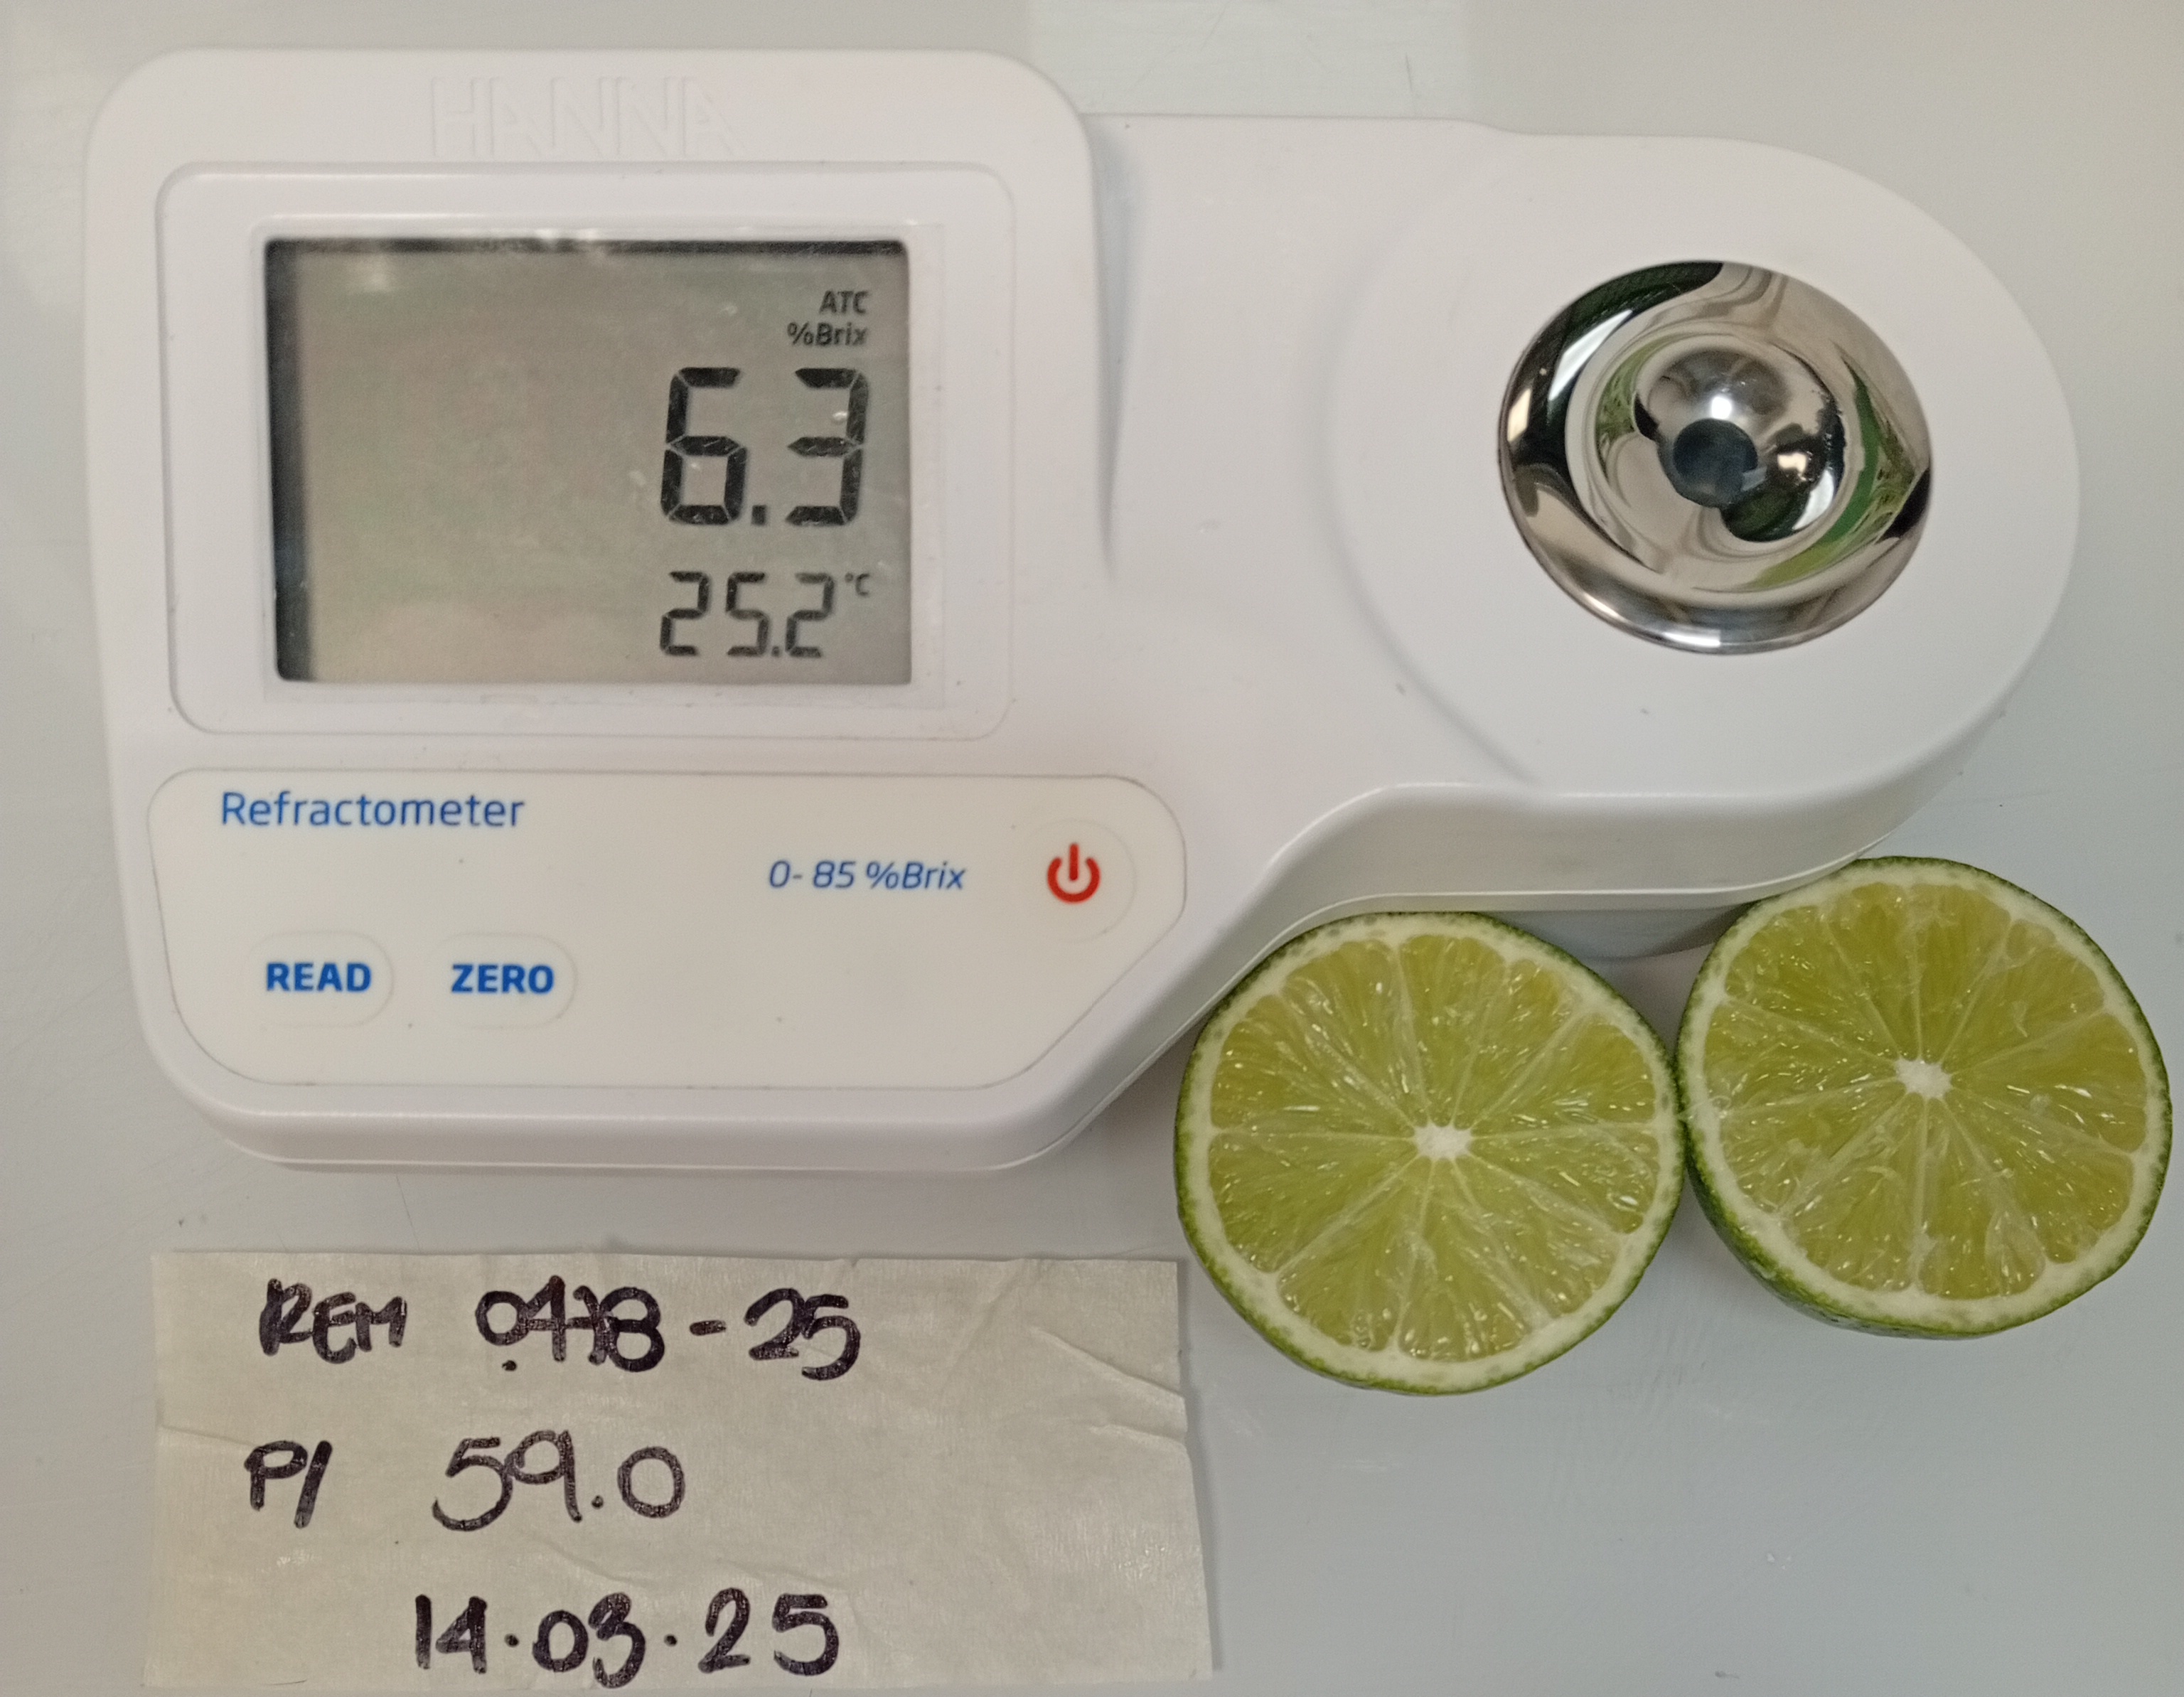 HANNA
ATC
%Brix
6.3
25.2 °C
Refractometer
0- 85 %Brix
READ ZERO
REM 0418-25
P/ 59.0
14.03.25